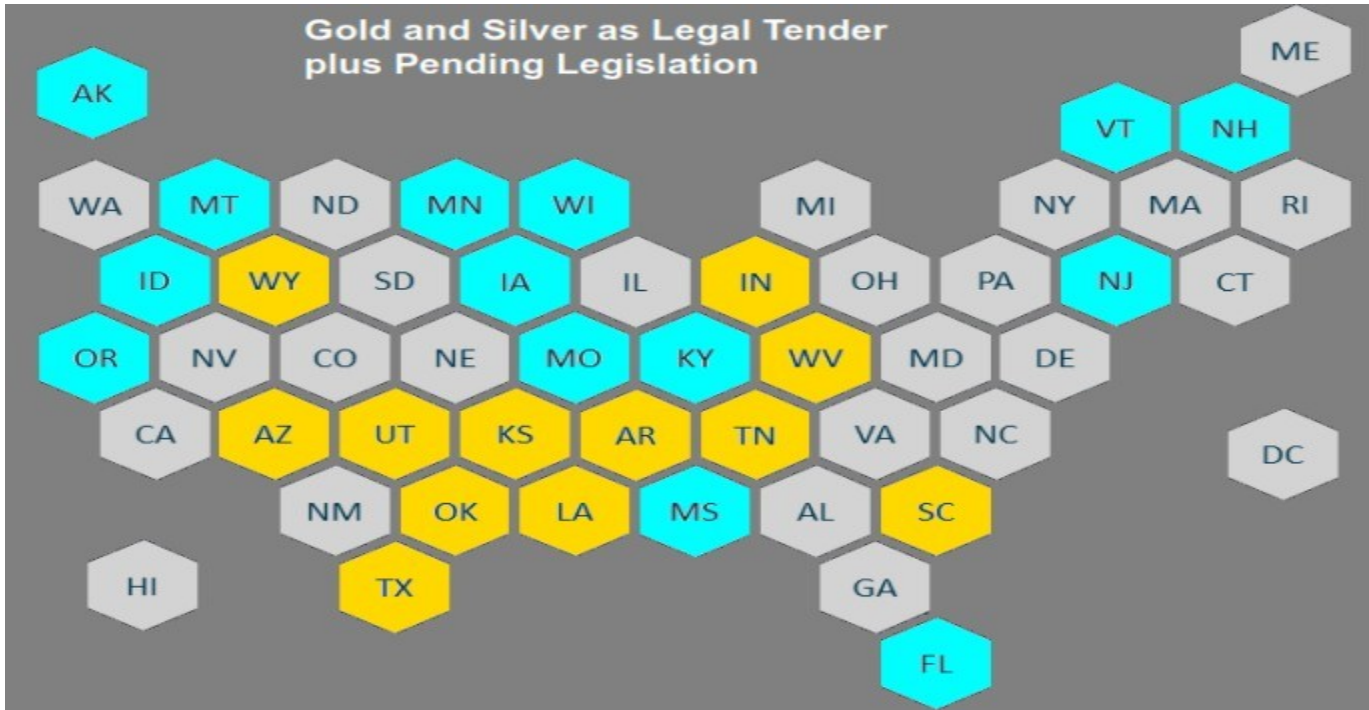 Gold and Silver as Legal Tender
plus Pending Legislation
ME
AK
VT NH
WA MT ND MN WI MI NY MA RI
ID WY SD IA IL IN OH PA NJ CT
OR NV CO NE MO KY WV MD DE
CA AZ UT KS AR TN VA NC
DC
NM OK LA MS AL SC
HI TX GA
FL